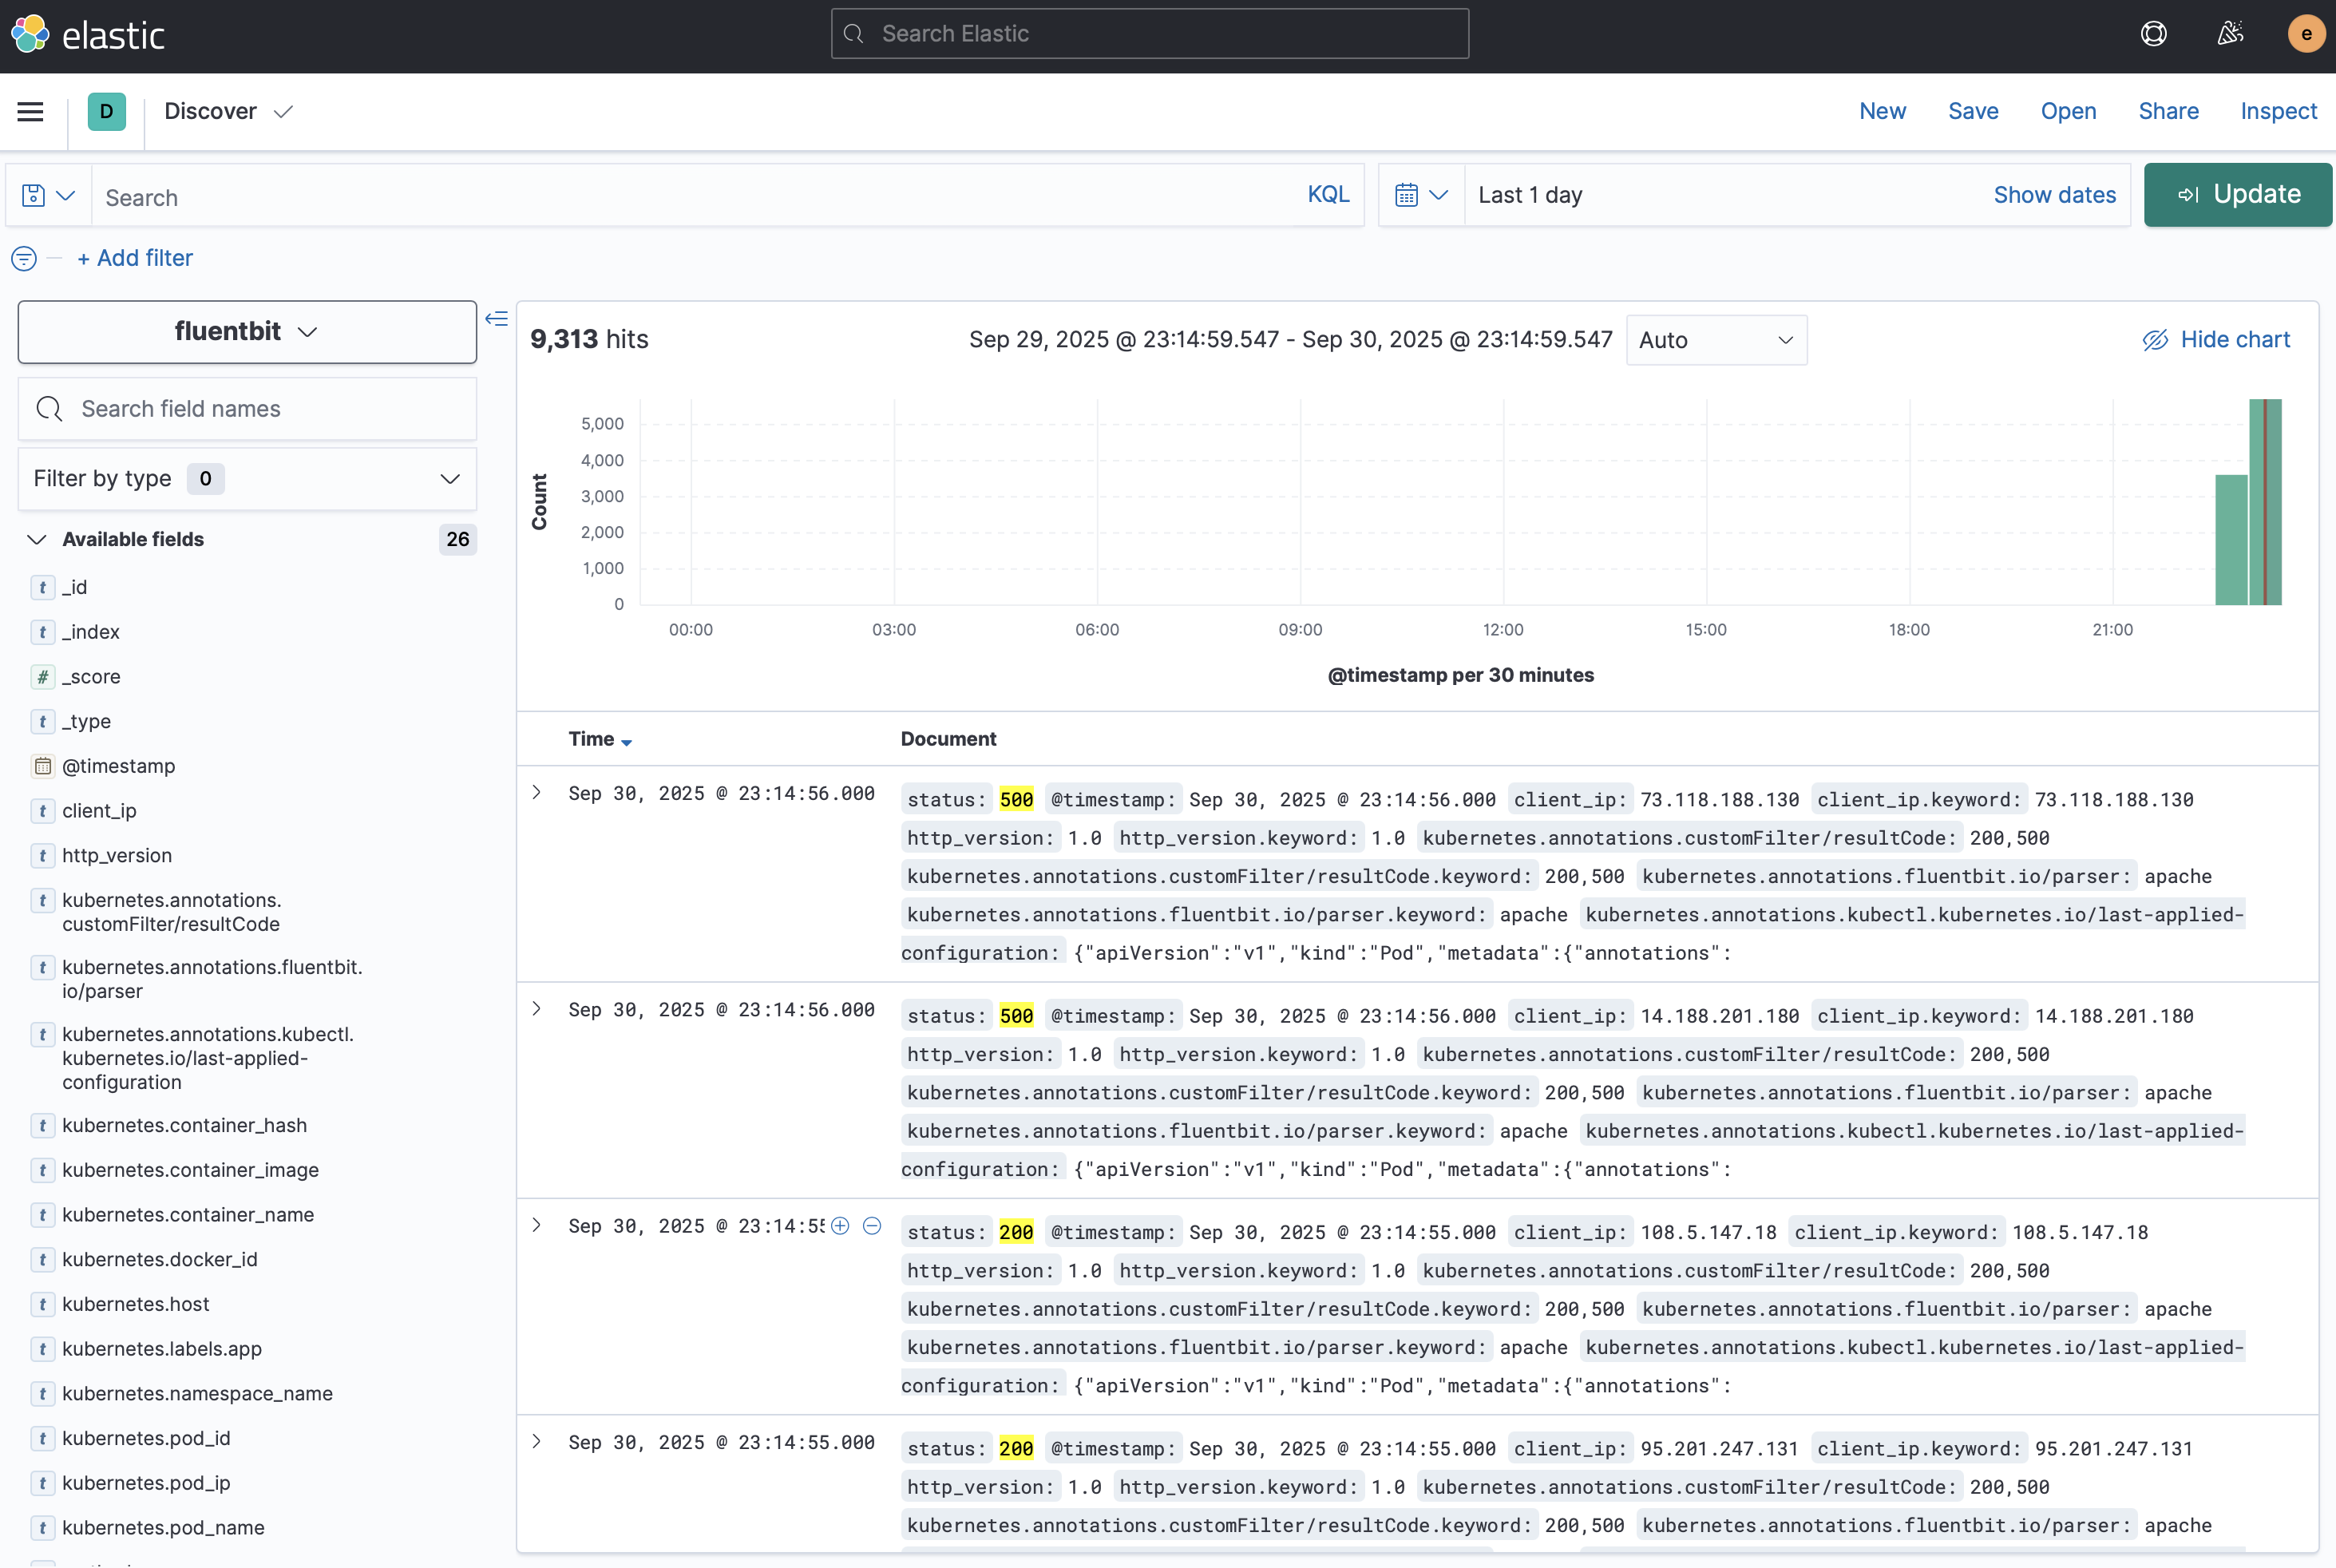 elastic
Search Elastic
e
D
Discover
New Save Open Share Inspect
Search
KQL
Last 1 day
Show dates
Update
+ Add filter
fluentbit
Search field names
Filter by type 0
Available fields 26
t _id
t _index
# _score
t _type
@timestamp
t client_ip
t http_version
t kubernetes.annotations.
customFilter/resultCode
t kubernetes.annotations.fluentbit.
io/parser
t kubernetes.annotations.kubectl.
kubernetes.io/last-applied-
configuration
t kubernetes.container_hash
t kubernetes.container_image
t kubernetes.container_name
t kubernetes.docker_id
t kubernetes.host
t kubernetes.labels.app
t kubernetes.namespace_name
t kubernetes.pod_id
t kubernetes.pod_ip
t kubernetes.pod_name
9,313 hits
Sep 29, 2025 @ 23:14:59.547 - Sep 30, 2025 @ 23:14:59.547
Auto
Hide chart
Count
5,000
4,000
3,000
2,000
1,000
0
00:00 03:00 06:00 09:00 12:00 15:00 18:00 21:00
@timestamp per 30 minutes
Time Document
Sep 30, 2025 @ 23:14:56.000
status: 500 @timestamp: Sep 30, 2025 @ 23:14:56.000 client_ip: 73.118.188.130 client_ip.keyword: 73.118.188.130
http_version: 1.0 http_version.keyword: 1.0 kubernetes.annotations.customFilter/resultCode: 200,500
kubernetes.annotations.customFilter/resultCode.keyword: 200,500 kubernetes.annotations.fluentbit.io/parser: apache
kubernetes.annotations.fluentbit.io/parser.keyword: apache kubernetes.annotations.kubectl.kubernetes.io/last-applied-
configuration: {"apiVersion":"v1","kind":"Pod","metadata":{"annotations":
Sep 30, 2025 @ 23:14:56.000
status: 500 @timestamp: Sep 30, 2025 @ 23:14:56.000 client_ip: 14.188.201.180 client_ip.keyword: 14.188.201.180
http_version: 1.0 http_version.keyword: 1.0 kubernetes.annotations.customFilter/resultCode: 200,500
kubernetes.annotations.customFilter/resultCode.keyword: 200,500 kubernetes.annotations.fluentbit.io/parser: apache
kubernetes.annotations.fluentbit.io/parser.keyword: apache kubernetes.annotations.kubectl.kubernetes.io/last-applied-
configuration: {"apiVersion":"v1","kind":"Pod","metadata":{"annotations":
Sep 30, 2025 @ 23:14:55
status: 200 @timestamp: Sep 30, 2025 @ 23:14:55.000 client_ip: 108.5.147.18 client_ip.keyword: 108.5.147.18
http_version: 1.0 http_version.keyword: 1.0 kubernetes.annotations.customFilter/resultCode: 200,500
kubernetes.annotations.customFilter/resultCode.keyword: 200,500 kubernetes.annotations.fluentbit.io/parser: apache
kubernetes.annotations.fluentbit.io/parser.keyword: apache kubernetes.annotations.kubectl.kubernetes.io/last-applied-
configuration: {"apiVersion":"v1","kind":"Pod","metadata":{"annotations":
Sep 30, 2025 @ 23:14:55.000
status: 200 @timestamp: Sep 30, 2025 @ 23:14:55.000 client_ip: 95.201.247.131 client_ip.keyword: 95.201.247.131
http_version: 1.0 http_version.keyword: 1.0 kubernetes.annotations.customFilter/resultCode: 200,500
kubernetes.annotations.customFilter/resultCode.keyword: 200,500 kubernetes.annotations.fluentbit.io/parser: apache